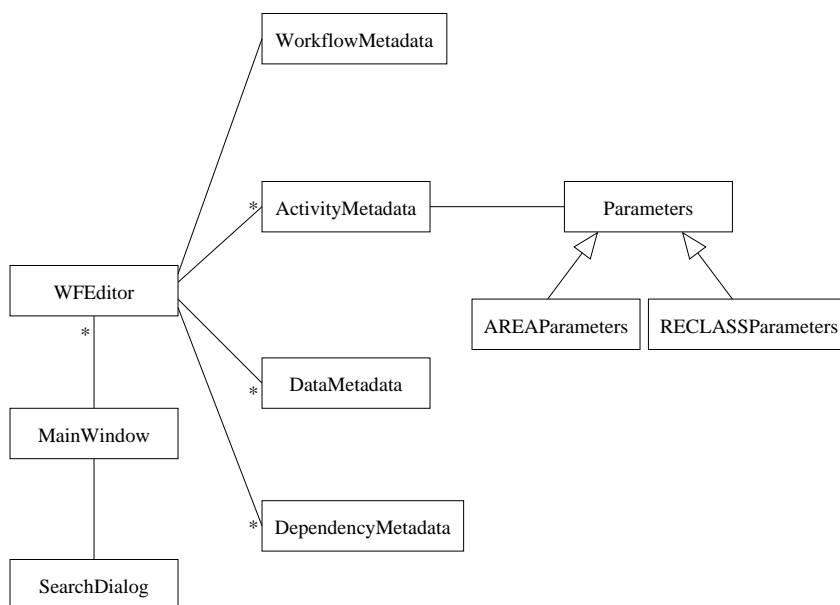 WorkflowMetadata
*
ActivityMetadata
Parameters
WFEditor
AREAParameters
RECLASSParameters
*
*
DataMetadata
MainWindow
*
DependencyMetadata
SearchDialog